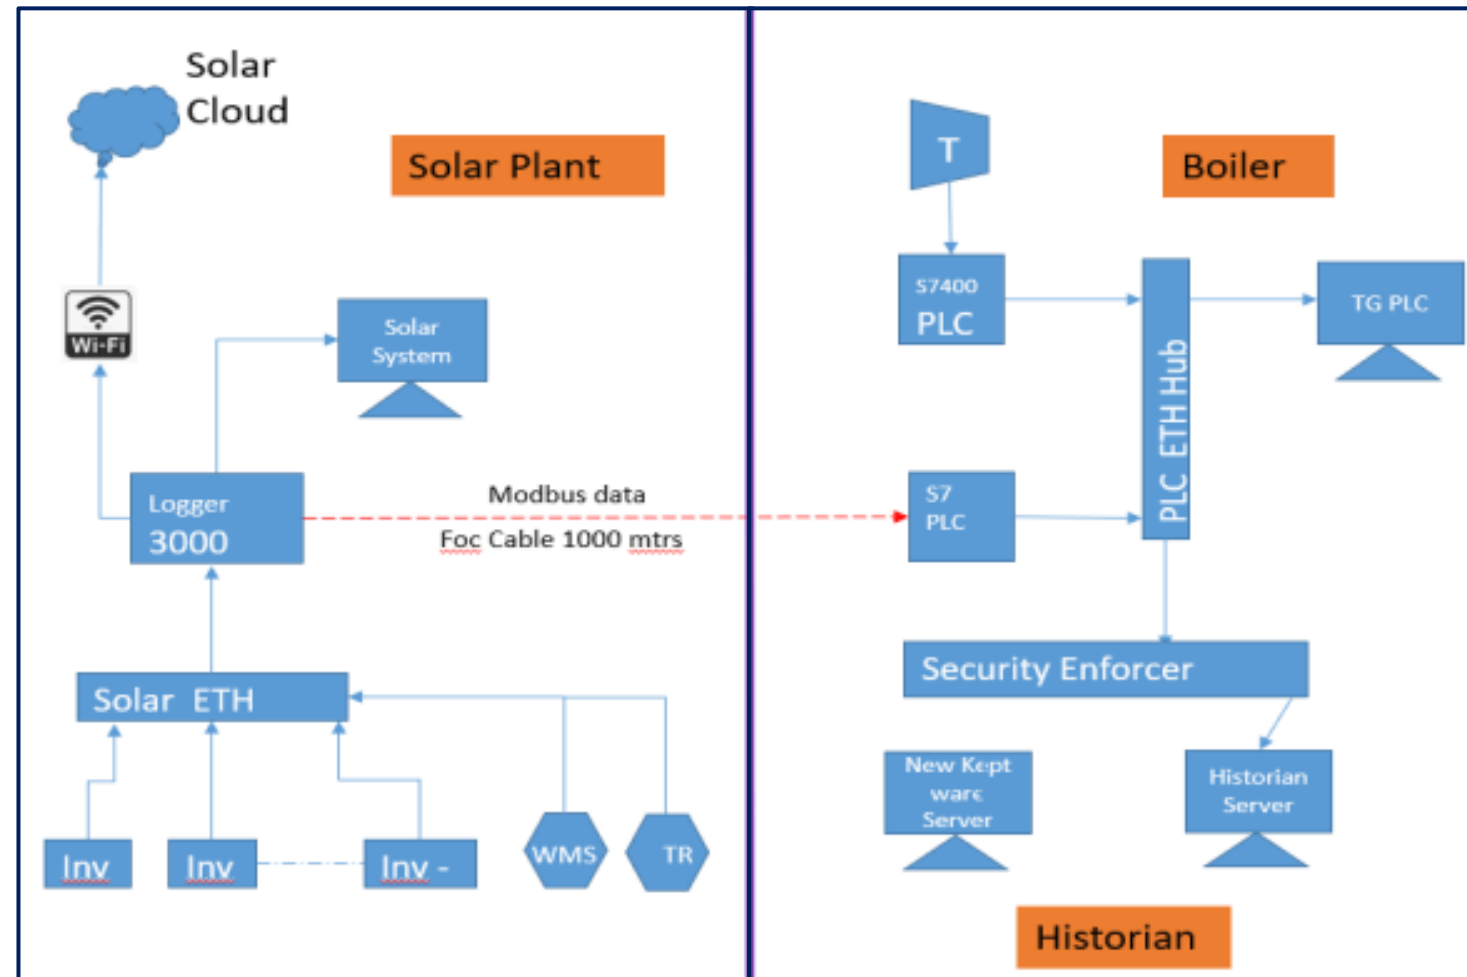 Solar
Cloud
Solar Plant
Wi-Fi
Solar
System
Logger
3000
Modbus data
Foc Cable 1000 mtrs
Solar ETH
Inv
Inv
Inv -
WMS
TR
Boiler
T
S7400
PLC
TG PLC
PLC ETH Hub
S7
PLC
Security Enforcer
New Kept
ware
Server
Historian
Server
Historian